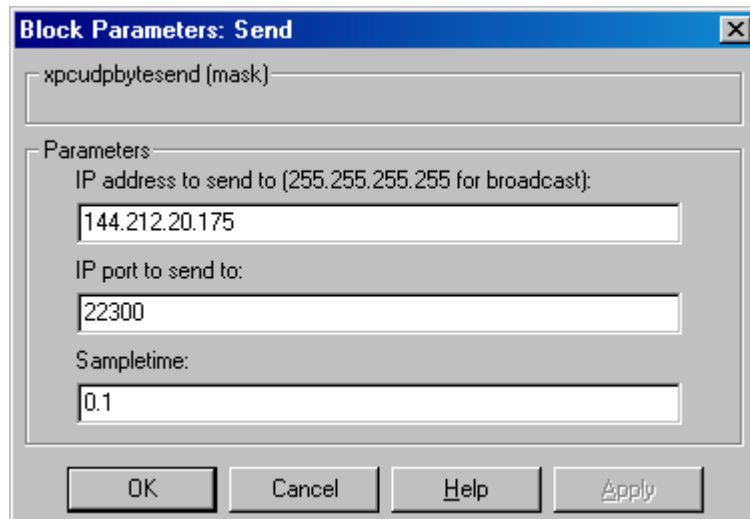 Block Parameters: Send
xpcudpbytesend (mask)
Parameters
IP address to send to (255.255.255.255 for broadcast):
144.212.20.175
IP port to send to:
22300
Sampletime:
0.1
OK Cancel Help Apply